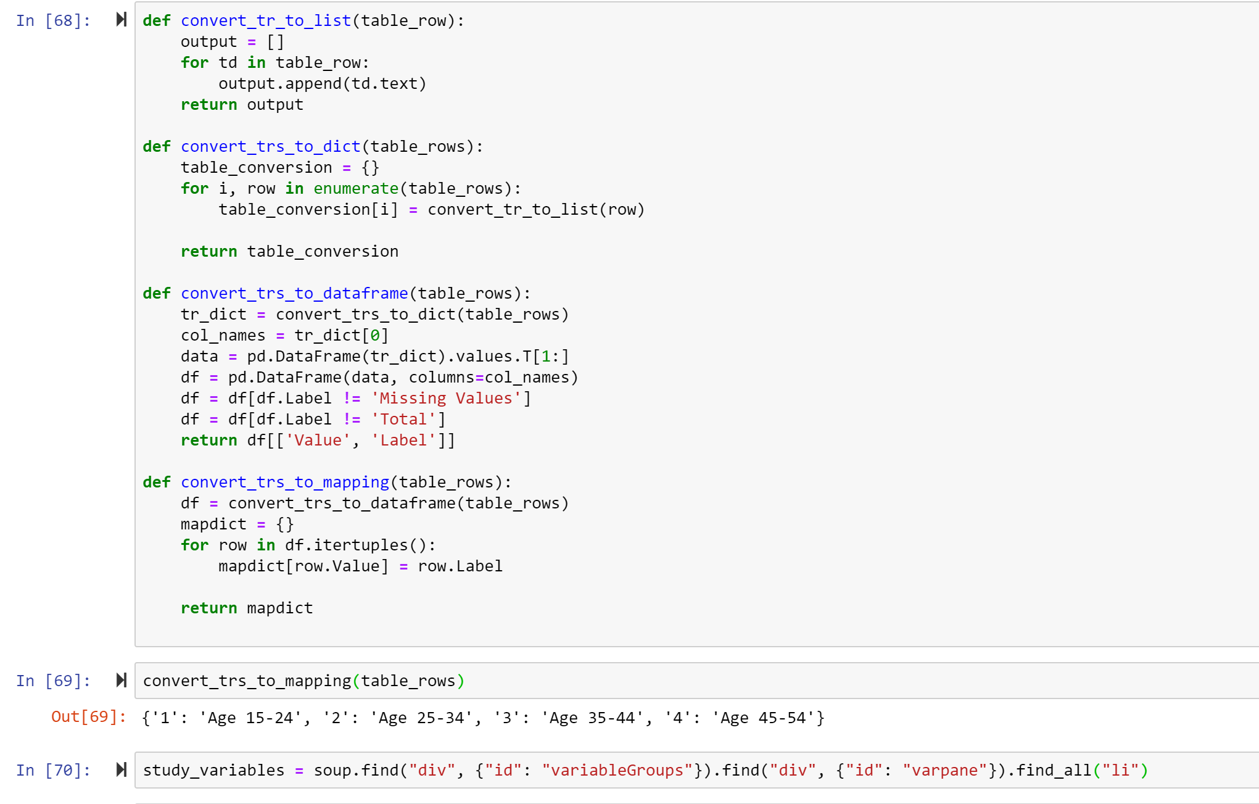 In [68]:
def convert_tr_to_list(table_row):
    output = []
    for td in table_row:
        output.append(td.text)
    return output
def convert_trs_to_dict(table_rows):
    table_conversion = {}
    for i, row in enumerate(table_rows):
        table_conversion[i] = convert_tr_to_list(row)
    return table_conversion
def convert_trs_to_dataframe(table_rows):
    tr_dict = convert_trs_to_dict(table_rows)
    col_names = tr_dict[0]
    data = pd.DataFrame(tr_dict).values.T[1:]
    df = pd.DataFrame(data, columns=col_names)
    df = df[df.Label != 'Missing Values']
    df = df[df.Label != 'Total']
    return df[['Value', 'Label']]
def convert_trs_to_mapping(table_rows):
    df = convert_trs_to_dataframe(table_rows)
    mapdict = {}
    for row in df.itertuples():
        mapdict[row.Value] = row.Label
    return mapdict
In [69]: convert_trs_to_mapping(table_rows)
Out[69]: {'1': 'Age 15-24', '2': 'Age 25-34', '3': 'Age 35-44', '4': 'Age 45-54'}
In [70]: study_variables = soup.find("div", {"id": "variableGroups"}).find("div", {"id": "varpane"}).find_all("li")